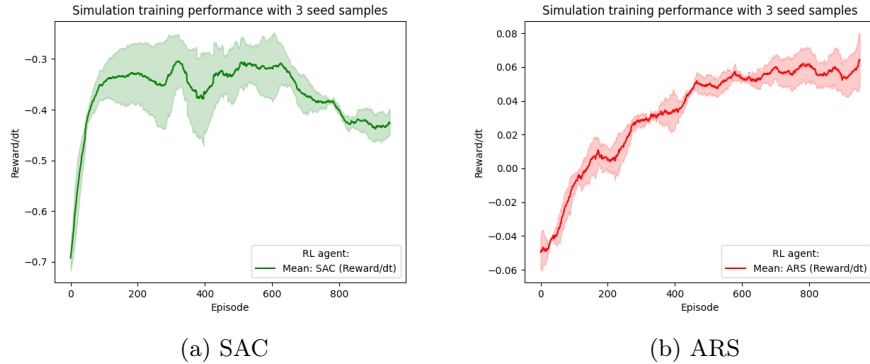 Simulation training performance with 3 seed samples
−0.3
−0.4
−0.5
−0.6
−0.7
Reward/dt
0
200
400
600
800
Episode
RL agent:
Mean: SAC (Reward/dt)
(a) SAC
Simulation training performance with 3 seed samples
0.08
0.06
0.04
0.02
0.00
−0.02
−0.04
−0.06
Reward/dt
0
200
400
600
800
Episode
RL agent:
Mean: ARS (Reward/dt)
(b) ARS